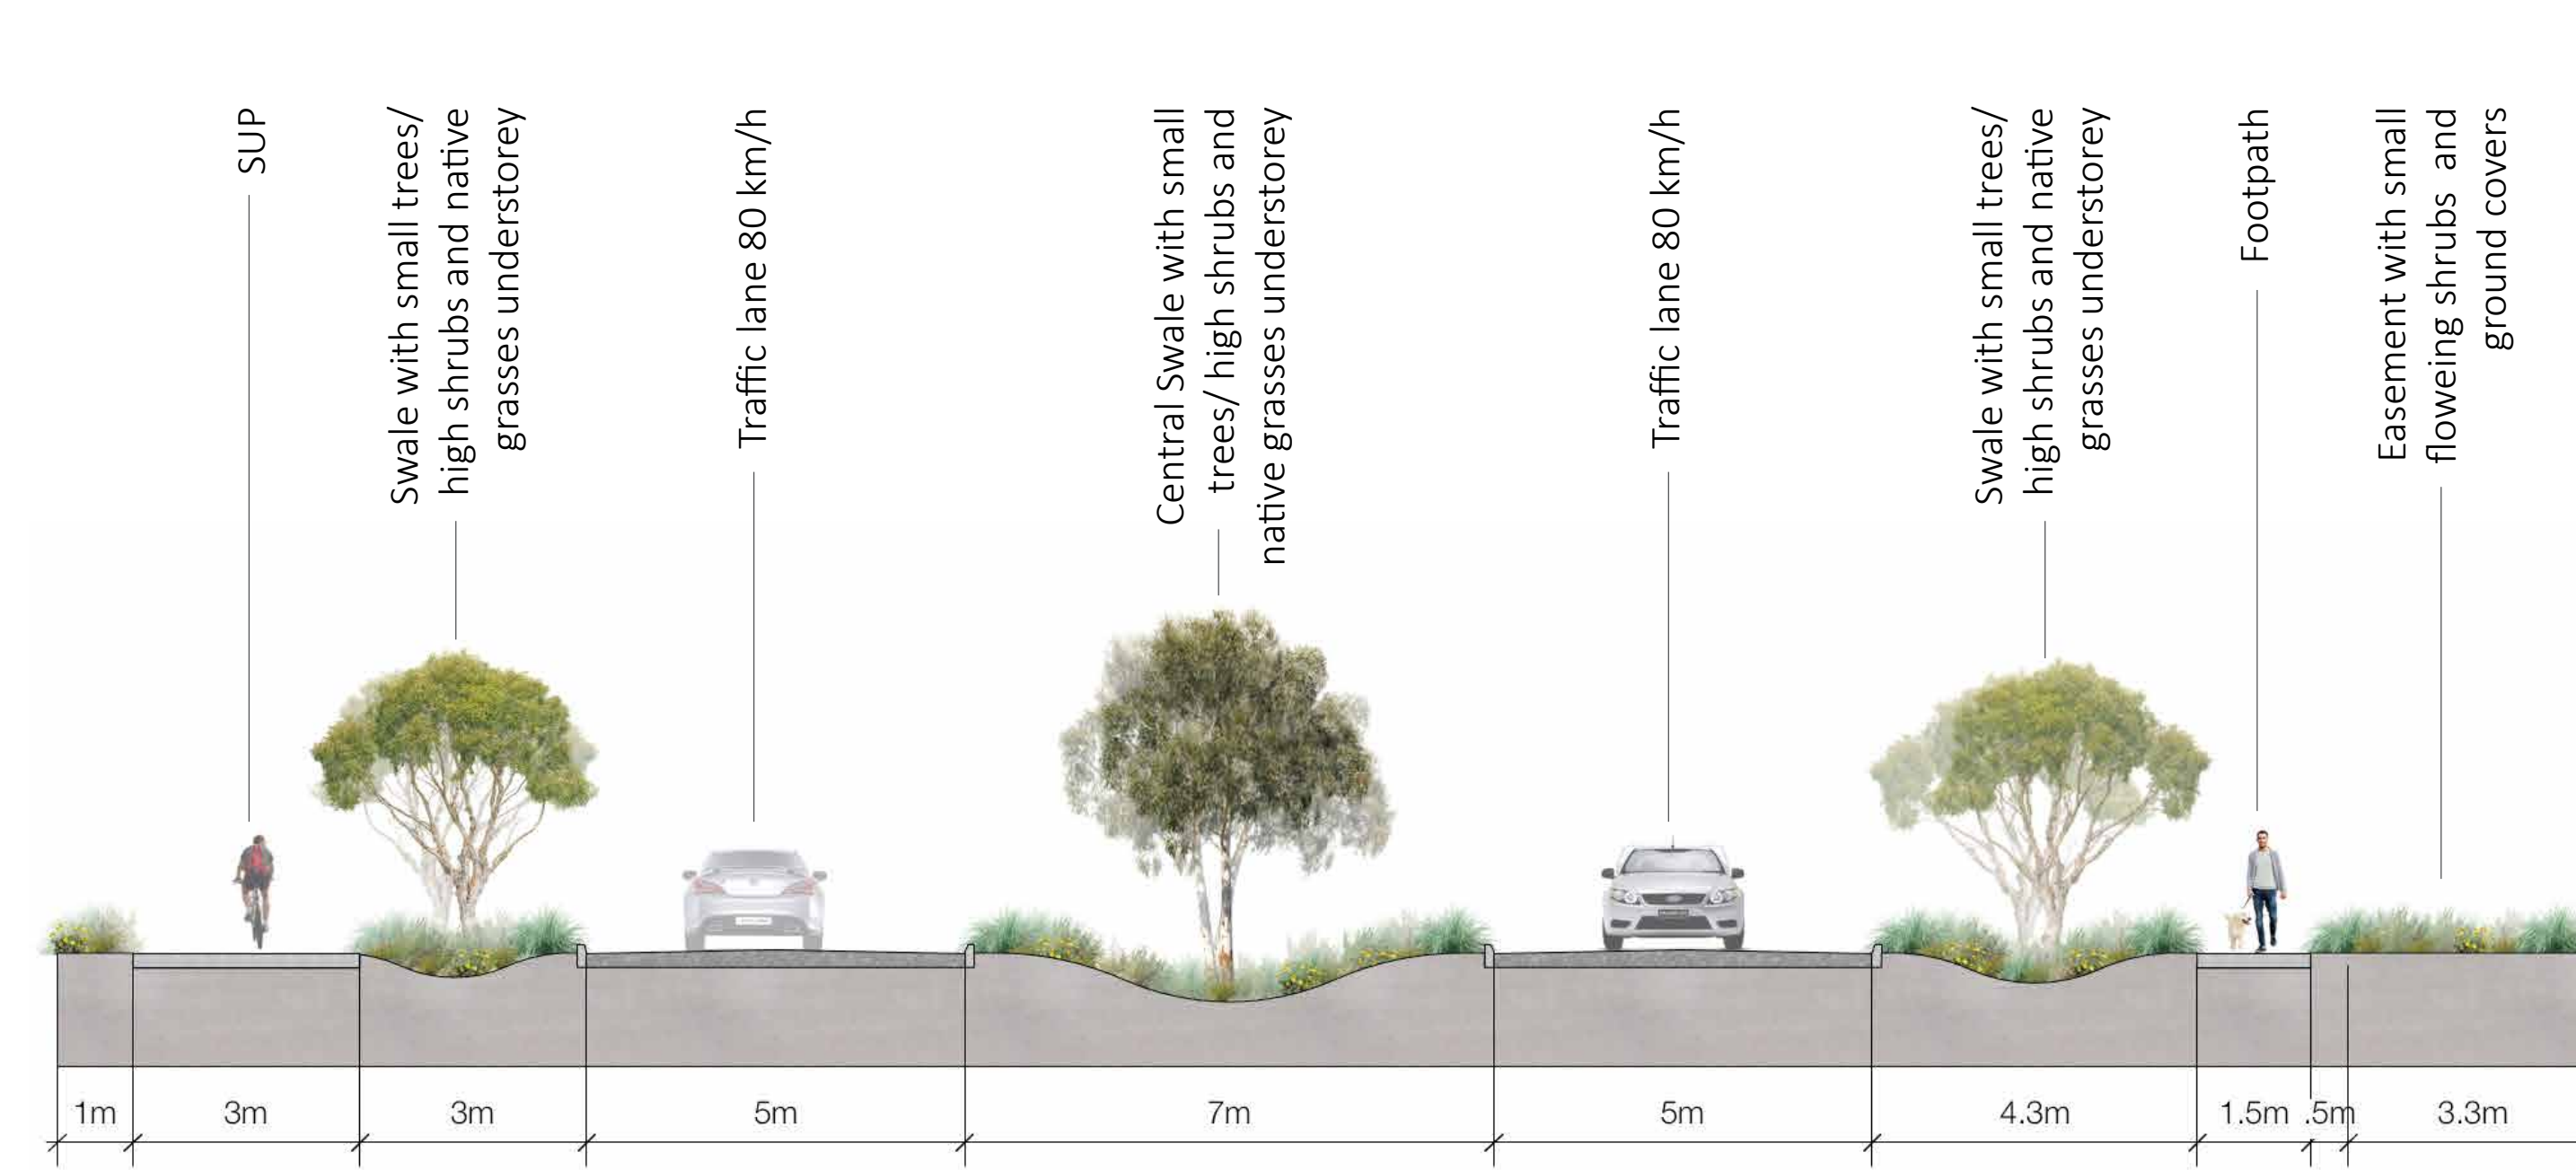 SUP
Swale with small trees/
high shrubs and native
grasses understorey
Traffic lane 80 km/h
Central Swale with small
trees/ high shrubs and
native grasses understorey
Traffic lane 80 km/h
Swale with small trees/
high shrubs and native
grasses understorey
Footpath
Easement with small
floweing shrubs and
ground covers
1m
3m
3m
5m
7m
5m
4.3m
1.5m
.5m
3.3m